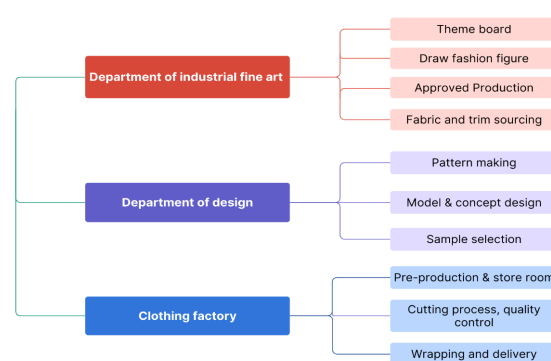 Theme board
Draw fashion figure
Department of industrial fine art
Approved Production
Fabric and trim sourcing
Pattern making
Department of design
Model & concept design
Sample selection
Pre-production & store room
Clothing factory
Cutting process, quality
control
Wrapping and delivery